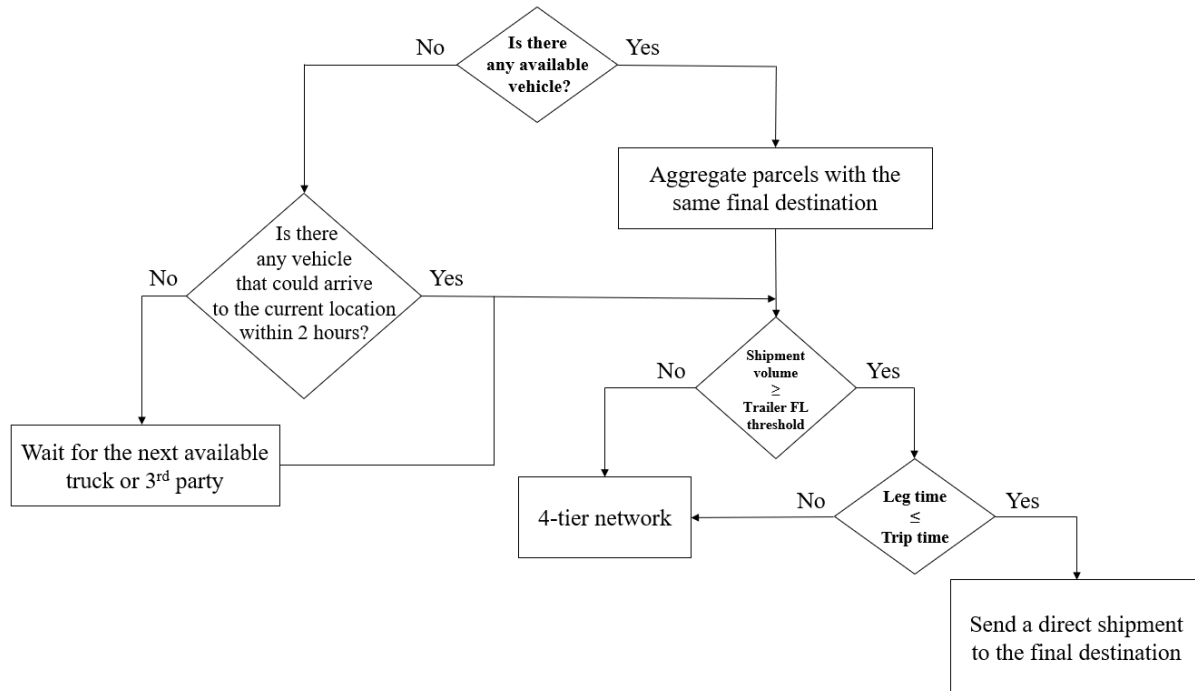 No
Is there
any available
vehicle?
Yes
Aggregate parcels with the
same final destination
No
Is there
any vehicle
that could arrive
to the current location
within 2 hours?
Yes
Wait for the next available
truck or 3rd party
No
Shipment
volume
≥
Trailer FL
threshold
Yes
4-tier network
No
Leg time
≤
Trip time
Yes
Send a direct shipment
to the final destination